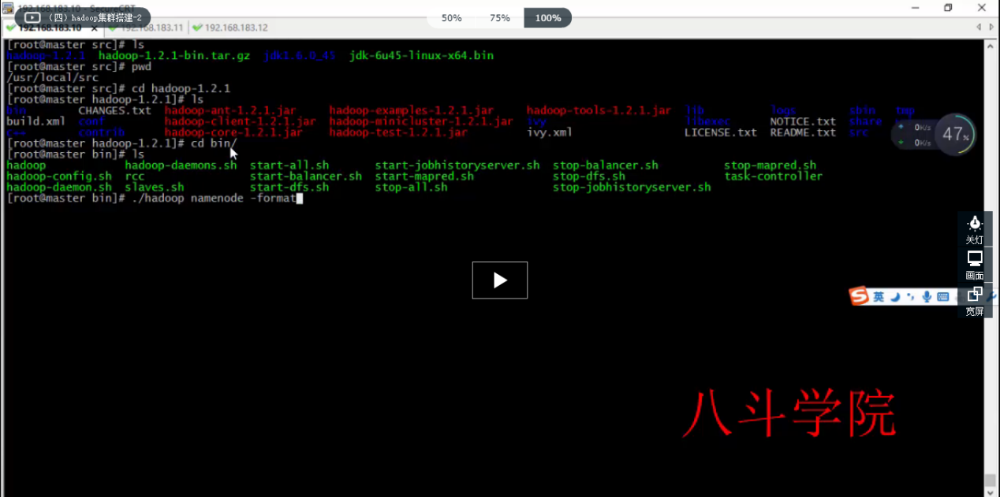 192.168.183.10 - SecureCRT
(四) hadoop集群搭建-2
50% 75% 100%
192.168.183.10 x 192.168.183.11 192.168.183.12
[root@master src]# ls
hadoop-1.2.1 hadoop-1.2.1-bin.tar.gz jdk1.6.0_45 jdk-6u45-linux-x64.bin
[root@master src]# pwd
/usr/local/src
[root@master src]# cd hadoop-1.2.1
[root@master hadoop-1.2.1]# ls
bin CHANGES.txt hadoop-ant-1.2.1.jar hadoop-examples-1.2.1.jar hadoop-tools-1.2.1.jar lib logs sbin tmp
build.xml conf hadoop-client-1.2.1.jar hadoop-minicluster-1.2.1.jar ivy libexec NOTICE.txt share
c++ contrib hadoop-core-1.2.1.jar hadoop-test-1.2.1.jar ivy.xml LICENSE.txt README.txt src
[root@master hadoop-1.2.1]# cd bin/
[root@master bin]# ls
hadoop hadoop-daemons.sh start-all.sh start-jobhistoryserver.sh stop-balancer.sh stop-mapred.sh
hadoop-config.sh rcc start-balancer.sh start-mapred.sh stop-dfs.sh task-controller
hadoop-daemon.sh slaves.sh start-dfs.sh stop-all.sh stop-jobhistoryserver.sh
[root@master bin]# ./hadoop namenode -format
0K/s
0K/s
47%
关灯
画面
宽屏
英
八斗学院